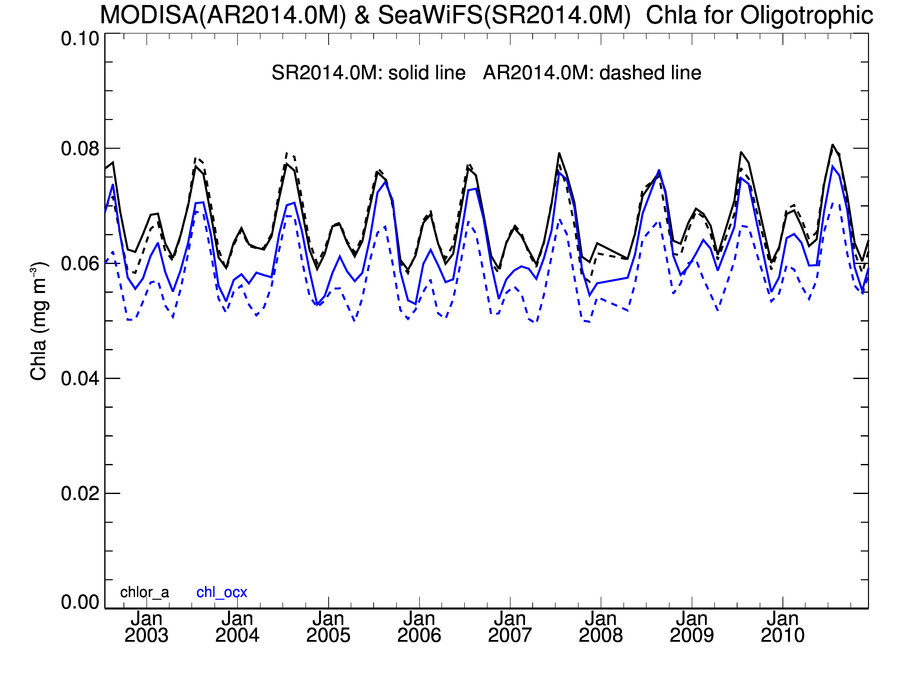 MODISA(AR2014.0M) & SeaWiFS(SR2014.0M)  Chla for Oligotrophic
SR2014.0M: solid line   AR2014.0M: dashed line
0.10
0.08
0.06
0.04
0.02
0.00
Chla (mg m⁻³)
chlor_a   chl_ocx
Jan Jan Jan Jan Jan Jan Jan Jan
2003 2004 2005 2006 2007 2008 2009 2010